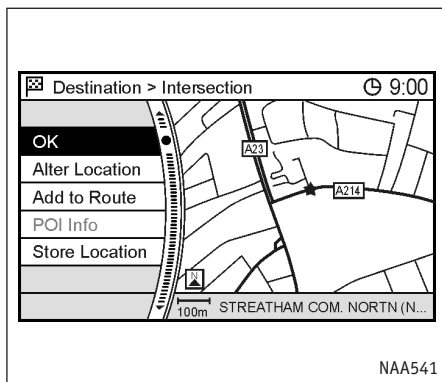 Destination > Intersection 9:00
OK
Alter Location
Add to Route
POI Info
Store Location
A23
A214
N
100m STREATHAM COM. NORTN (N...
NAA541